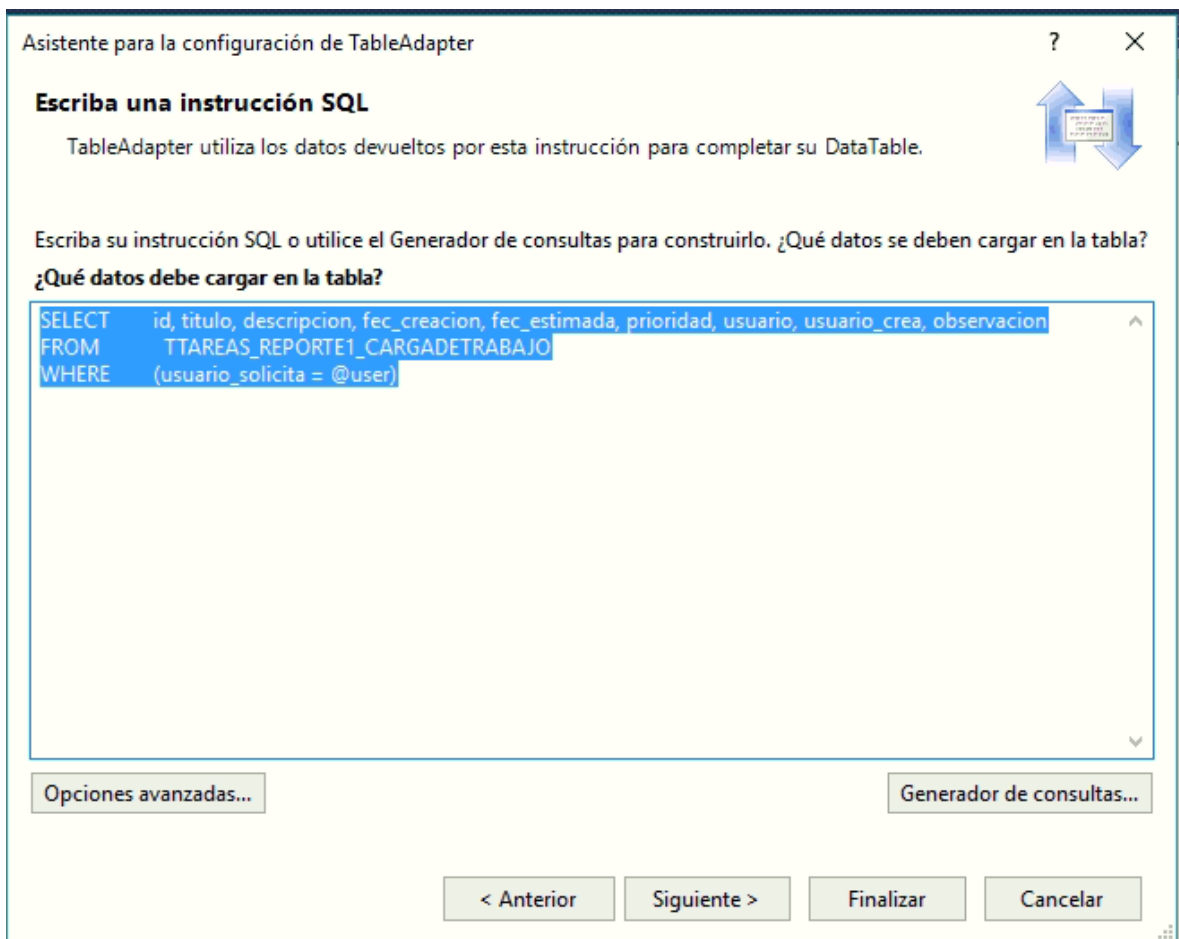 Asistente para la configuración de TableAdapter
?
Escriba una instrucción SQL
TableAdapter utiliza los datos devueltos por esta instrucción para completar su DataTable.
Escriba su instrucción SQL o utilice el Generador de consultas para construirlo. ¿Qué datos se deben cargar en la tabla?
¿Qué datos debe cargar en la tabla?
SELECT id, titulo, descripcion, fec_creacion, fec_estimada, prioridad, usuario, usuario_crea, observacion
FROM TTAREAS_REPORTE1_CARGADETRABAJO
WHERE (usuario_solicita = @user)
Opciones avanzadas... Generador de consultas...
< Anterior Siguiente > Finalizar Cancelar